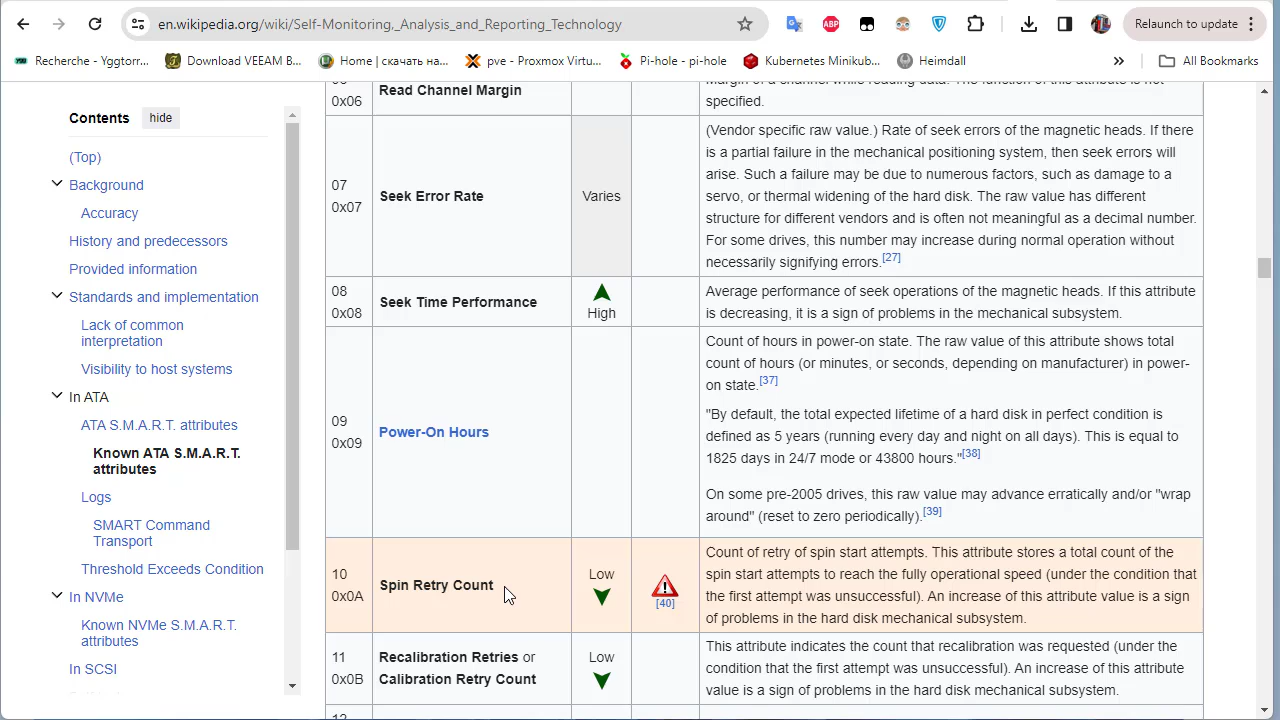 en.wikipedia.org/wiki/Self-Monitoring,_Analysis_and_Reporting_Technology
ABP
Relaunch to update
Recherche - Yggtorr...
Download VEEAM B...
Home | скачать на...
pve - Proxmox Virtu...
Pi-hole - pi-hole
Kubernetes Minikub...
Heimdall
»
All Bookmarks
Contents
hide
(Top)
Background
Accuracy
History and predecessors
Provided information
Standards and implementation
Lack of common
interpretation
Visibility to host systems
In ATA
ATA S.M.A.R.T. attributes
Known ATA S.M.A.R.T.
attributes
Logs
SMART Command
Transport
Threshold Exceeds Condition
In NVMe
Known NVMe S.M.A.R.T.
attributes
In SCSI
0x06
Read Channel Margin
Margin of a channel while reading data. The function of this attribute is not
specified.
07
0x07
Seek Error Rate
Varies
(Vendor specific raw value.) Rate of seek errors of the magnetic heads. If there
is a partial failure in the mechanical positioning system, then seek errors will
arise. Such a failure may be due to numerous factors, such as damage to a
servo, or thermal widening of the hard disk. The raw value has different
structure for different vendors and is often not meaningful as a decimal number.
For some drives, this number may increase during normal operation without
necessarily signifying errors.[27]
08
0x08
Seek Time Performance
High
Average performance of seek operations of the magnetic heads. If this attribute
is decreasing, it is a sign of problems in the mechanical subsystem.
09
0x09
Power-On Hours
Count of hours in power-on state. The raw value of this attribute shows total
count of hours (or minutes, or seconds, depending on manufacturer) in power-
on state.[37]
"By default, the total expected lifetime of a hard disk in perfect condition is
defined as 5 years (running every day and night on all days). This is equal to
1825 days in 24/7 mode or 43800 hours."[38]
On some pre-2005 drives, this raw value may advance erratically and/or "wrap
around" (reset to zero periodically).[39]
10
0x0A
Spin Retry Count
Low
[40]
Count of retry of spin start attempts. This attribute stores a total count of the
spin start attempts to reach the fully operational speed (under the condition that
the first attempt was unsuccessful). An increase of this attribute value is a sign
of problems in the hard disk mechanical subsystem.
11
0x0B
Recalibration Retries or
Calibration Retry Count
Low
This attribute indicates the count that recalibration was requested (under the
condition that the first attempt was unsuccessful). An increase of this attribute
value is a sign of problems in the hard disk mechanical subsystem.
12